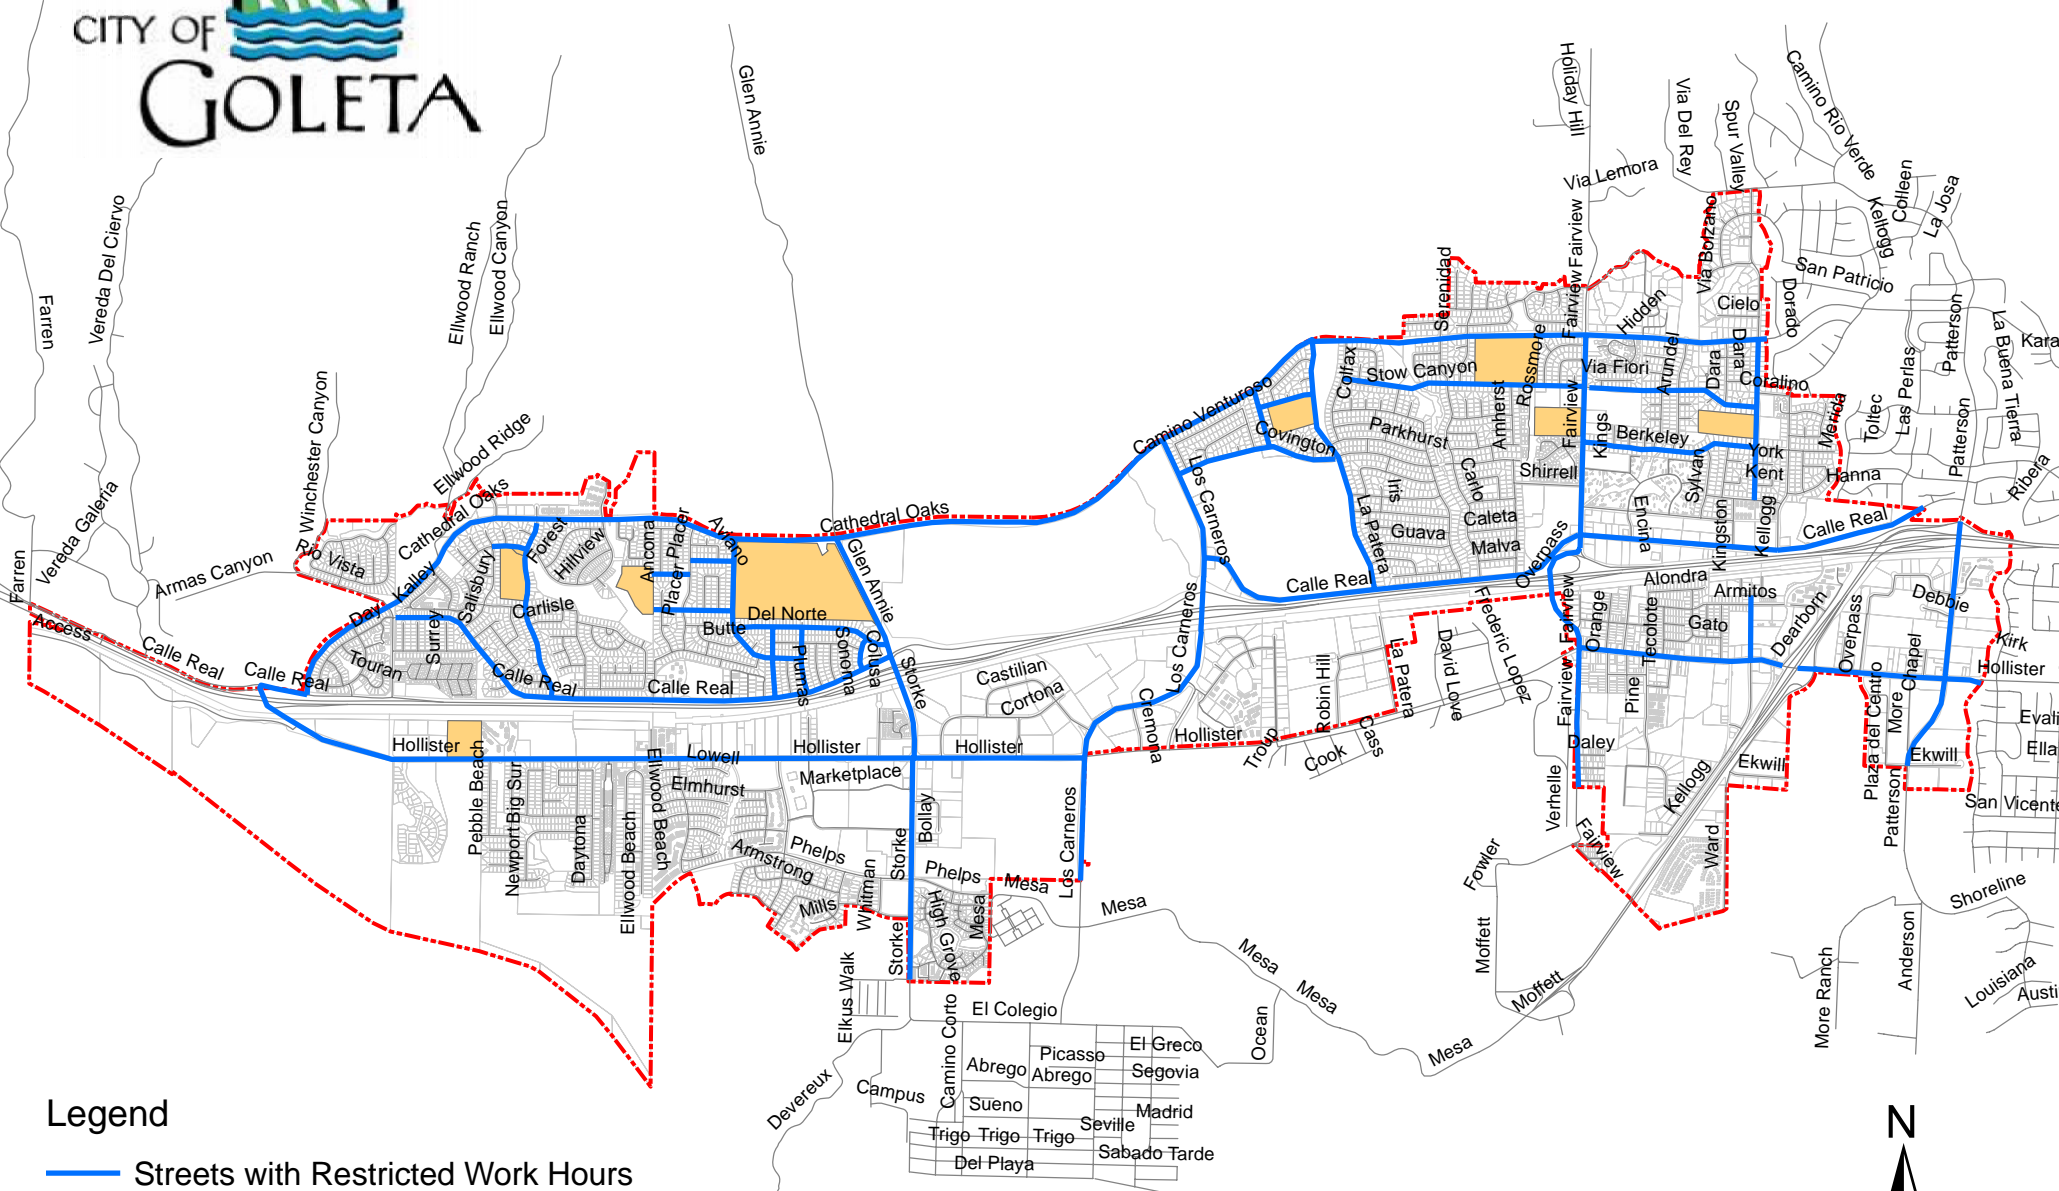 CITY OF
GOLETA
Glen Annie
Holiday Hill
Via Del Rey
Spur Valley
Camino Rio Verde
Via Lemora
Colleen
La Josa
Kellogg
Farren
Vereda Del Ciervo
Ellwood Ranch
Ellwood Canyon
Serenidad
Fairview
Fairview
Via Bolzano
San Patricio
Hidden
Cielo
Dorado
Patterson
La Buena Tierra
Kara
Winchester Canyon
Colfax
Stow Canyon
Rossmore
Via Fiori
Arundel
Dara
Dara
Coralino
Las Perlas
Camino Venturoso
Covington
Parkhurst
Amherst
Fairview
Kings
Berkeley
York
Kent
Merida
Toltec
Patterson
Ribera
Ellwood Ridge
Cathedral Oaks
Cathedral Oaks
Vereda Galeria
Los Carneros
Shirrell
Carlo
Iris
Sylvan
Hanna
Farren
Armas Canyon
Rio Vista
Forest
Hillview
Ancona
Placer
Placer
Aviano
Glen Annie
La Patera
Guava
Caleta
Malva
Overpass
Encina
Kingston
Kellogg
Calle Real
Kalley
Day
Salisbury
Carlisle
Surrey
Touran
Del Norte
Butte
Plumas
Sonoma
Colusa
Calle Real
Alondra
Armitos
Fairview
Orange
Tecolote
Gato
Dearborn
Overpass
Debbie
Kirk
Access
Calle Real
Calle Real
Calle Real
Calle Real
Storke
Castilian
Cortona
Los Carneros
Cremona
Robin Hill
La Patera
David Love
Frederic Lopez
Fairview
Pine
Chapel
More
Plaza del Centro
Hollister
Hollister
Lowell
Hollister
Hollister
Hollister
Troup
Cook
Cass
Daley
Ekwill
Ekwill
Evali
Ella
Pebble Beach
Big Sur
Newport
Daytona
Ellwood Beach
Ellwood Beach
Elmhurst
Marketplace
Bollay
Storke
Los Carneros
Verhelle
Kellogg
Ward
Patterson
San Vicente
Phelps
Armstrong
Mills
Whitman
Phelps
Mesa
Mesa
High Grove
Storke
Mesa
Fowler
Fairview
Shoreline
Elkus Walk
Mesa
Mesa
Moffett
Moffett
Mesa
More Ranch
Anderson
Louisiana
Austi
El Colegio
Ocean
Camino Corto
El Greco
Picasso
Abrego
Abrego
Segovia
Devereux
Campus
Sueno
Madrid
Seville
Trigo
Trigo
Trigo
Sabado Tarde
Del Playa
Legend
Streets with Restricted Work Hours
N